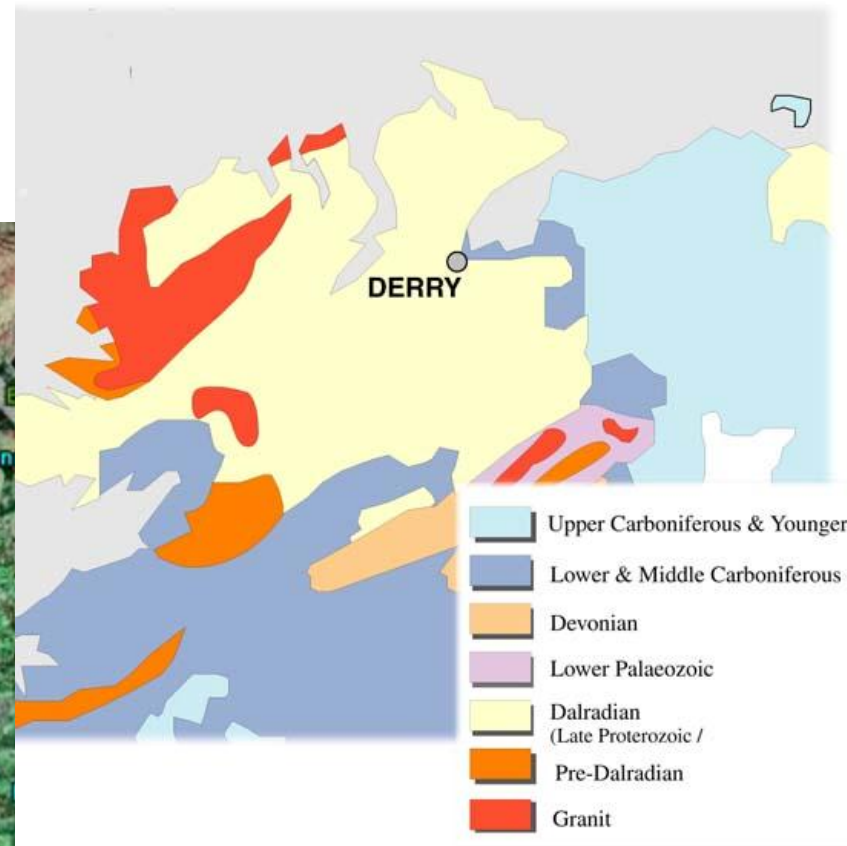 DERRY
Upper Carboniferous & Younger
Lower & Middle Carboniferous
Devonian
Lower Palaeozoic
Dalradian
(Late Proterozoic /
Pre-Dalradian
Granit